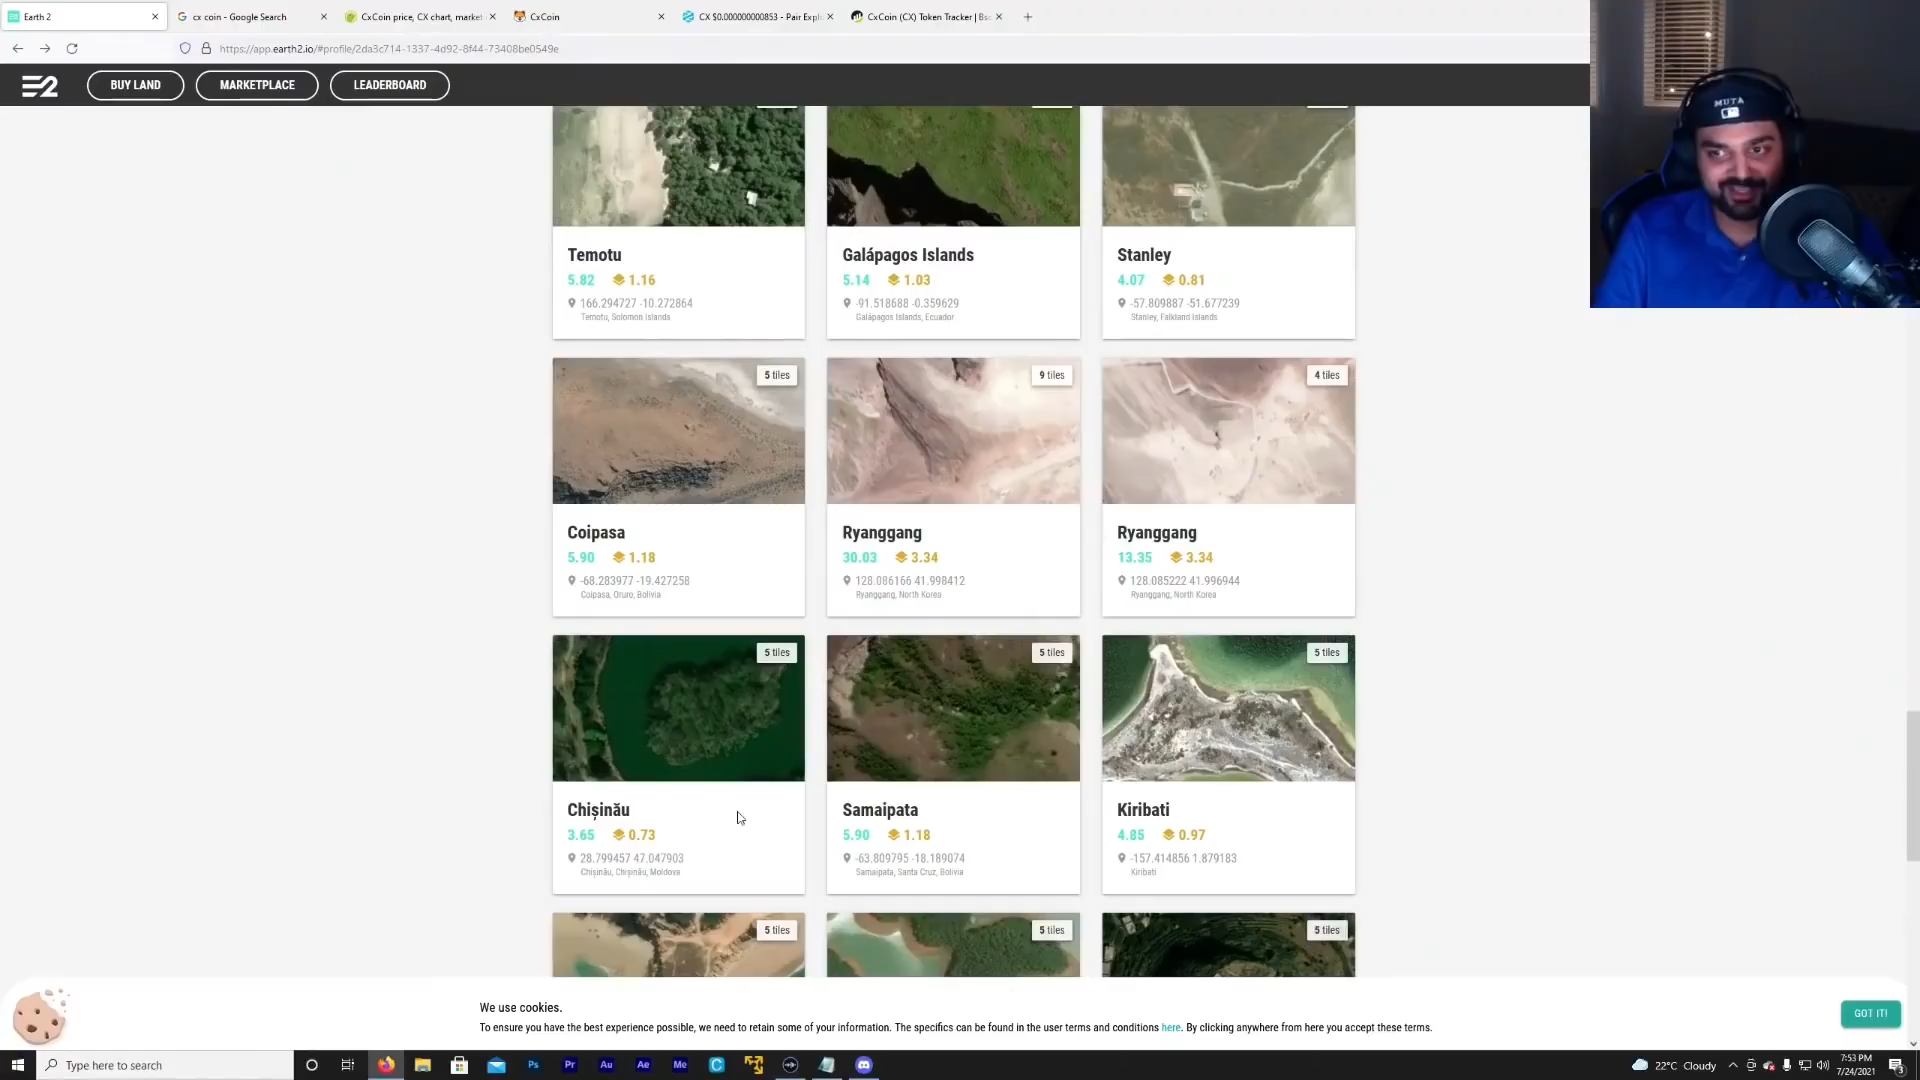 Earth 2
cx coin - Google Search
CxCoin price, CX chart, market
CxCoin
CX $0.000000000853 - Pair Expl
CxCoin (CX) Token Tracker | Bsc
https://app.earth2.io/#profile/2da3c714-1337-4d92-8f44-73408be0549e
BUY LAND
MARKETPLACE
LEADERBOARD
MUTA
Temotu
5.82 1.16
166.294727 -10.272864
Temotu, Solomon Islands
Galápagos Islands
5.14 1.03
-91.518688 -0.359629
Galápagos Islands, Ecuador
Stanley
4.07 0.81
-57.809887 -51.677239
Stanley, Falkland Islands
5 tiles
Coipasa
5.90 1.18
-68.283977 -19.427258
Coipasa, Oruro, Bolivia
9 tiles
Ryanggang
30.03 3.34
128.086166 41.998412
Ryanggang, North Korea
4 tiles
Ryanggang
13.35 3.34
128.085222 41.996944
Ryanggang, North Korea
5 tiles
Chișinău
3.65 0.73
28.799457 47.047903
Chișinău, Chișinău, Moldova
5 tiles
Samaipata
5.90 1.18
-63.809795 -18.189074
Samaipata, Santa Cruz, Bolivia
5 tiles
Kiribati
4.85 0.97
-157.414856 1.879183
Kiribati
5 tiles
5 tiles
5 tiles
We use cookies.
To ensure you have the best experience possible, we need to retain some of your information. The specifics can be found in the user terms and conditions here. By clicking anywhere from here you accept these terms.
GOT IT!
Type here to search
Ps
Pr
Au
Ae
Me
22°C Cloudy
7:53 PM
7/24/2021